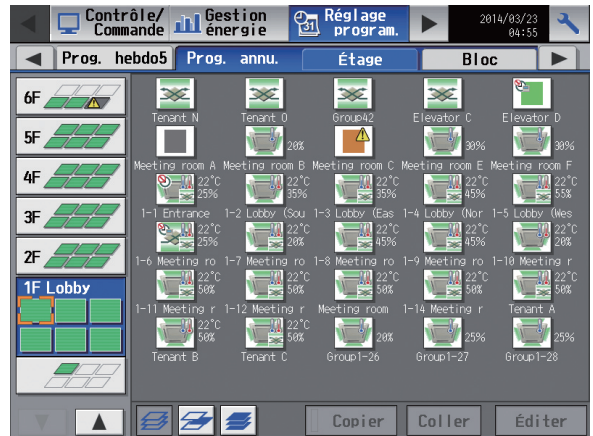 Contrôle/ Commande
Gestion énergie
Réglage program.
2014/03/23
04:55
Prog. hebdo5
Prog. annu.
Étage
Bloc
6F
5F
4F
3F
2F
1F Lobby
Tenant N Tenant O Group42 Elevator C Elevator D
20% 30% 30%
Meeting room A Meeting room B Meeting room C Meeting room E Meeting room F
22°C 22°C 22°C 22°C 22°C
25% 35% 35% 45% 55%
1-1 Entrance 1-2 Lobby (Sou 1-3 Lobby (Eas 1-4 Lobby (Nor 1-5 Lobby (Wes
22°C 22°C 22°C 22°C 22°C
25% 20% 45% 45% 20%
1-6 Meeting ro 1-7 Meeting ro 1-8 Meeting ro 1-9 Meeting ro 1-10 Meeting r
22°C 22°C 22°C 22°C 22°C
50% 50% 50% 50% 50%
1-11 Meeting r 1-12 Meeting r Meeting room 1-14 Meeting r Tenant A
22°C 22°C
50% 50% 20% 25% 25%
Tenant B Tenant C Group1-26 Group1-27 Group1-28
Copier Coller Éditer